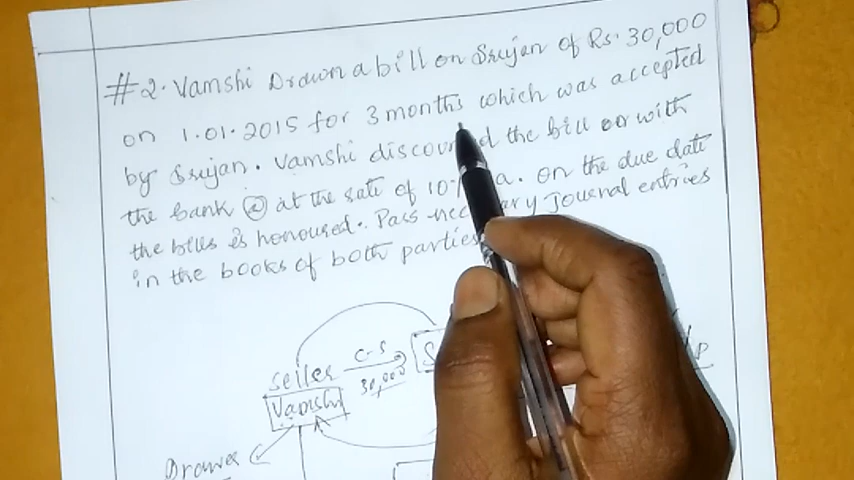 #2. Vamshi Drawn a bill on Srujan of Rs. 30,000
on 1.01.2015 for 3 months which was accepted
by Srujan. Vamshi discou d the bill with
the bank @ at the rate of 10 a. on the due date
the bills is honoured. Pass nec ry Journal entries
in the books of both parties
C-S
30,000
S
seller
Vamshi
Drawer